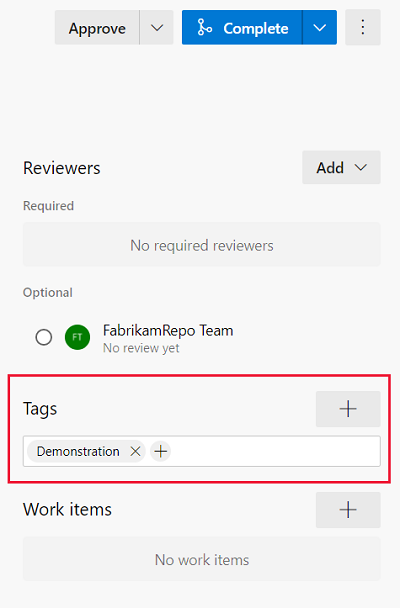 Approve
Complete
Reviewers
Add
Required
No required reviewers
Optional
FT
FabrikamRepo Team
No review yet
Tags
Demonstration
Work items
No work items